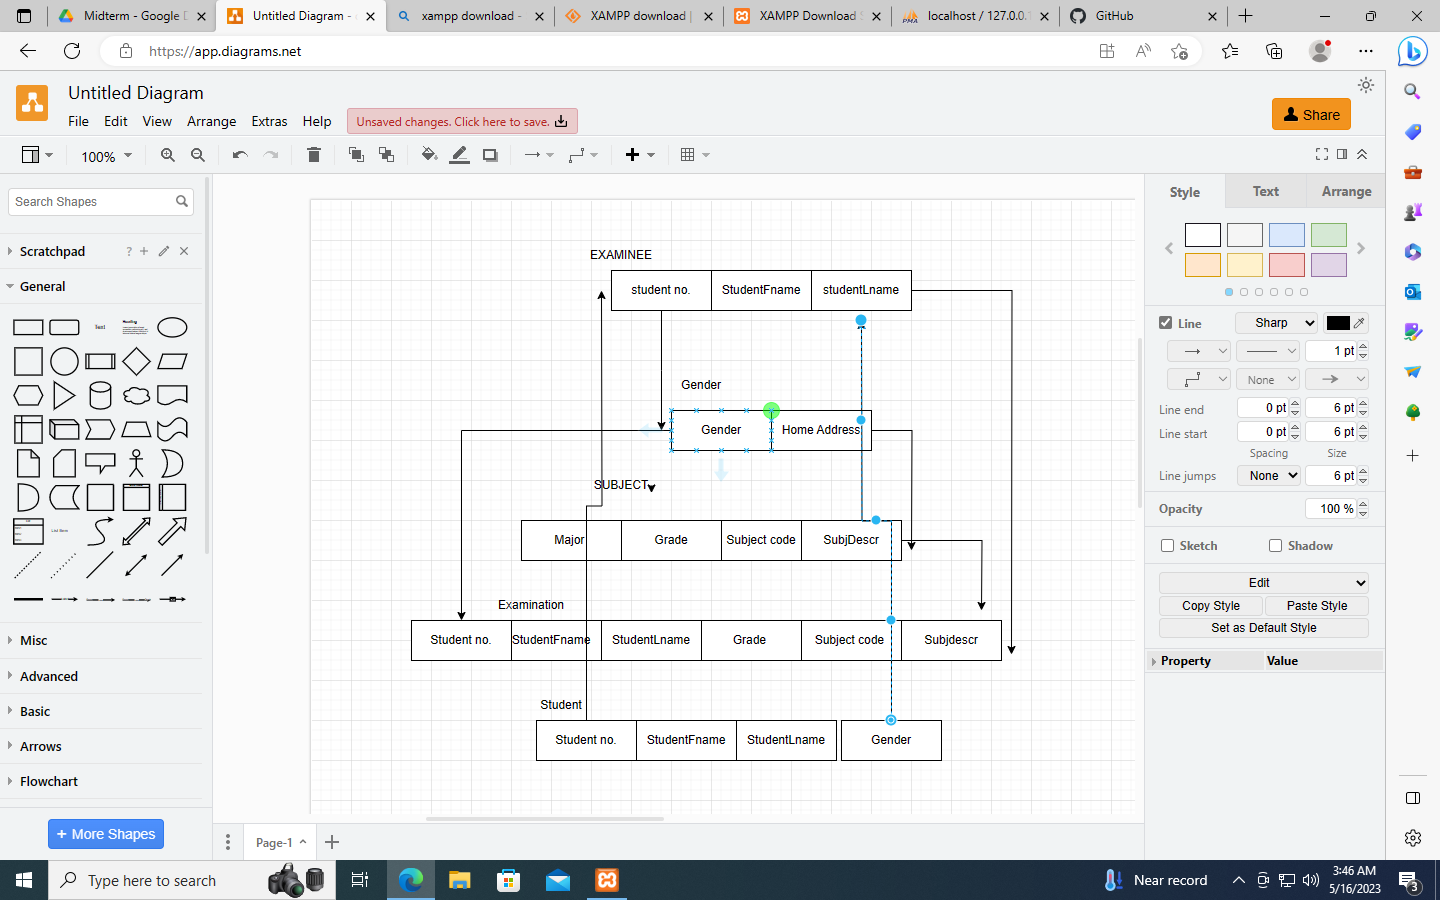 Midterm - Google D
Untitled Diagram -
xampp download -
XAMPP download |
XAMPP Download
localhost / 127.0.0.1
GitHub
https://app.diagrams.net
Untitled Diagram
File Edit View Arrange Extras Help
Unsaved changes. Click here to save.
Share
100%
Search Shapes
Scratchpad
General
Text
Heading
List Item
Misc
Advanced
Basic
Arrows
Flowchart
+ More Shapes
EXAMINEE
student no. StudentFname studentLname
Gender
Gender Home Address
SUBJECT
Major Grade Subject code SubjDescr
Examination
Student no. StudentFname StudentLname Grade Subject code Subjdescr
Student
Student no. StudentFname StudentLname Gender
Page-1
Style Text Arrange
Line Sharp
1 pt
None
Line end 0 pt 6 pt
Line start 0 pt 6 pt
Spacing Size
Line jumps None 6 pt
Opacity 100 %
Sketch Shadow
Edit
Copy Style Paste Style
Set as Default Style
Property Value
Type here to search
Near record
3:46 AM
5/16/2023
3